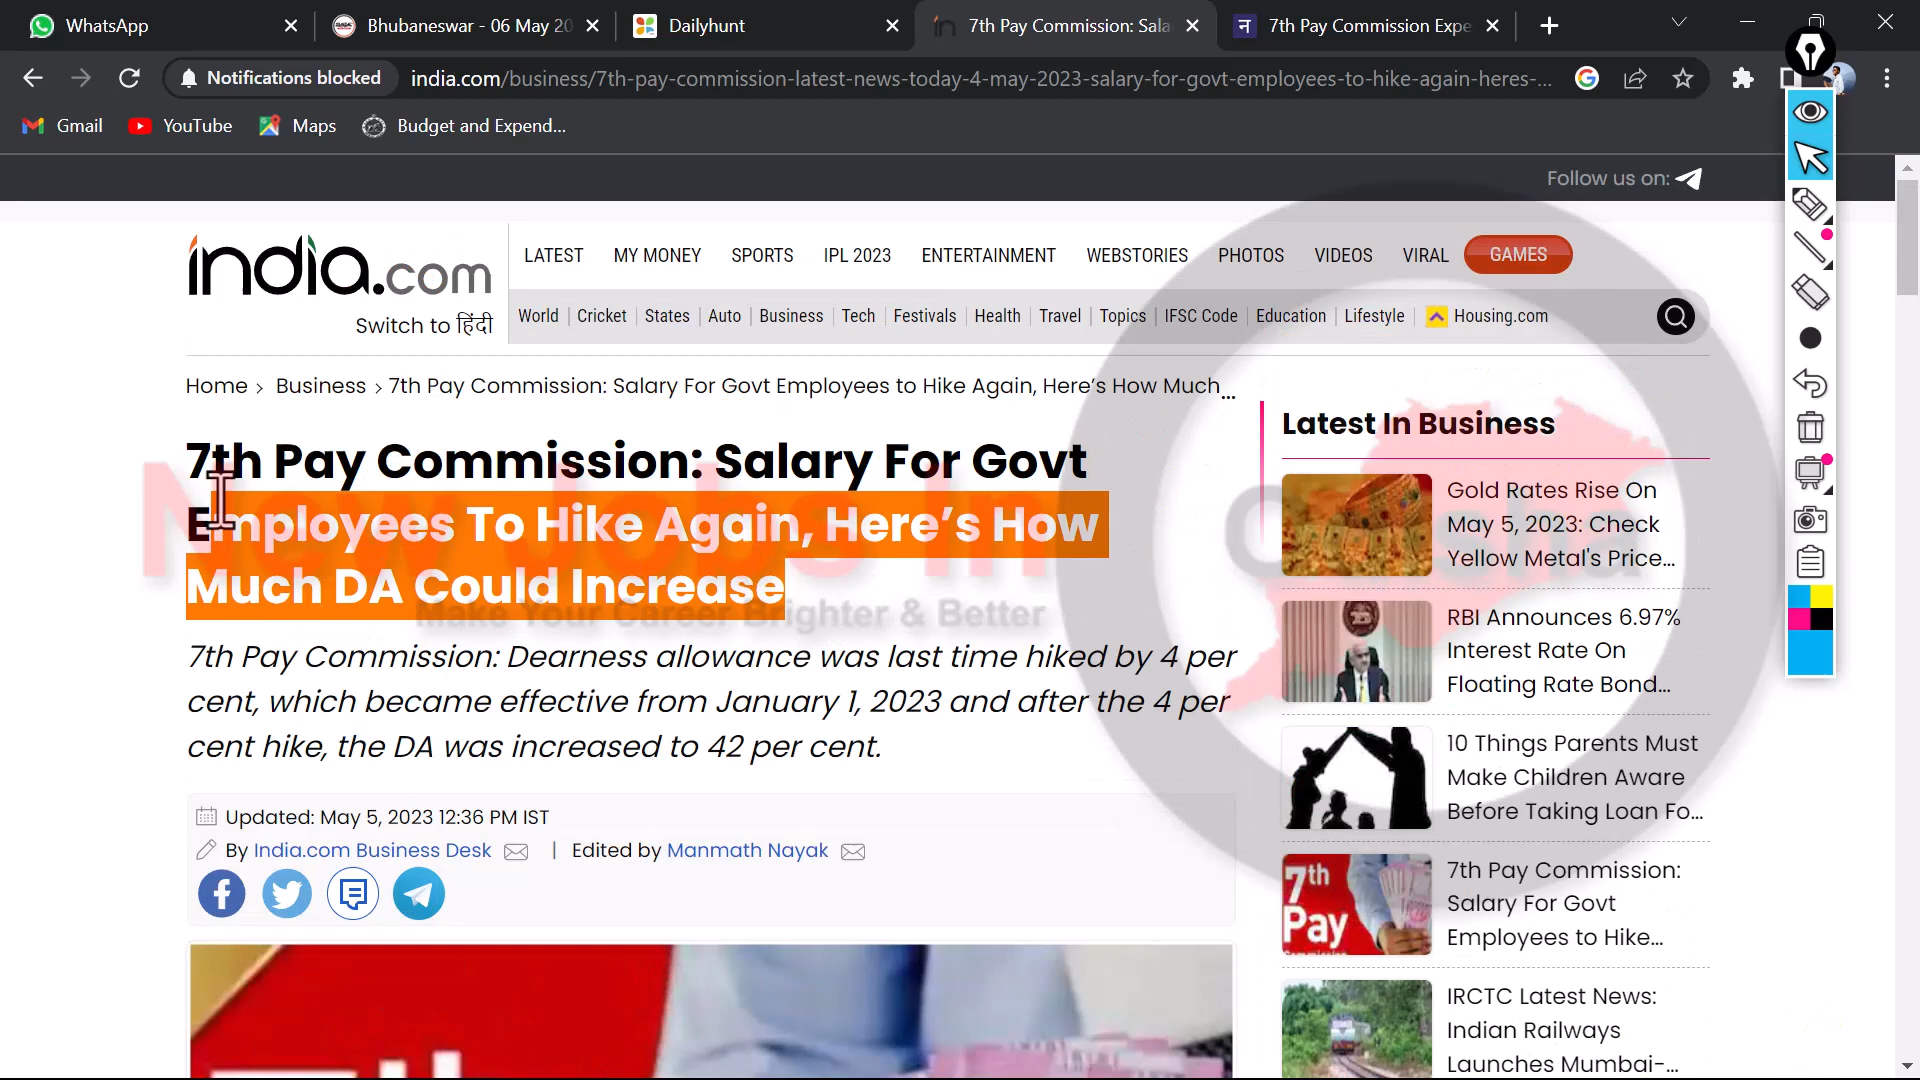 WhatsApp
Bhubaneswar - 06 May 20
Dailyhunt
7th Pay Commission: Sala
7th Pay Commission Expe
Notifications blocked
india.com/business/7th-pay-commission-latest-news-today-4-may-2023-salary-for-govt-employees-to-hike-again-heres-...
Gmail
YouTube
Maps
Budget and Expend...
Follow us on:
india.com
Switch to हिंदी
LATEST
MY MONEY
SPORTS
IPL 2023
ENTERTAINMENT
WEBSTORIES
PHOTOS
VIDEOS
VIRAL
GAMES
World
Cricket
States
Auto
Business
Tech
Festivals
Health
Travel
Topics
IFSC Code
Education
Lifestyle
Housing.com
Home > Business > 7th Pay Commission: Salary For Govt Employees to Hike Again, Here’s How Much...
7th Pay Commission: Salary For Govt
Employees To Hike Again, Here’s How
Much DA Could Increase
New Jobs In
Make Your Career Brighter & Better
7th Pay Commission: Dearness allowance was last time hiked by 4 per
cent, which became effective from January 1, 2023 and after the 4 per
cent hike, the DA was increased to 42 per cent.
Updated: May 5, 2023 12:36 PM IST
By India.com Business Desk | Edited by Manmath Nayak
Latest In Business
Gold Rates Rise On
May 5, 2023: Check
Yellow Metal's Price...
RBI Announces 6.97%
Interest Rate On
Floating Rate Bond...
10 Things Parents Must
Make Children Aware
Before Taking Loan Fo...
7th
Pay
7th Pay Commission:
Salary For Govt
Employees to Hike...
IRCTC Latest News:
Indian Railways
Launches Mumbai-...